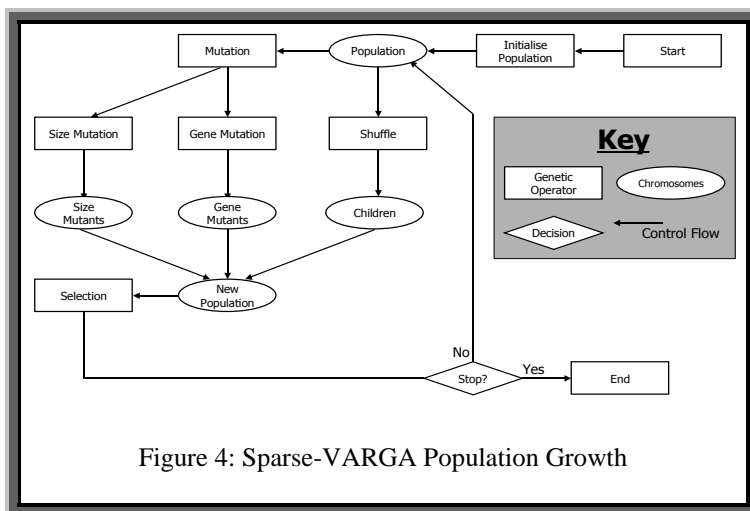 Mutation
Population
Initialise
Population
Start
Size Mutation
Gene Mutation
Shuffle
Key
Genetic
Operator
Chromosomes
Size
Mutants
Gene
Mutants
Children
Decision
Control Flow
Selection
New
Population
No
Stop?
Yes
End
Figure 4: Sparse-VARGA Population Growth